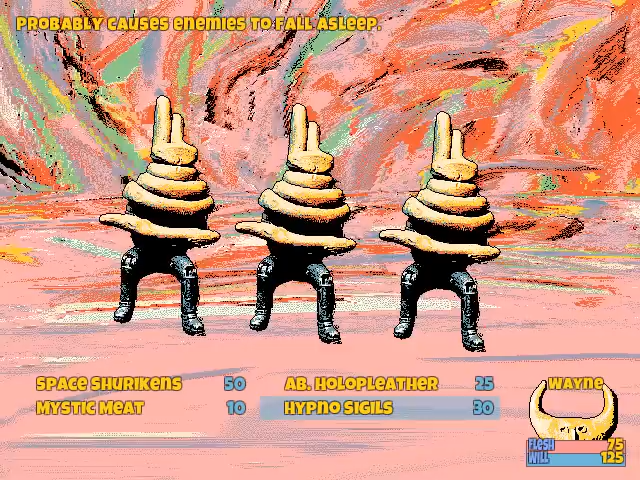 Probably causes enemies to fall asleep.
Space Shurikens 50 Ab. Holopleather 25
Mystic Meat 10 Hypno Sigils 30
Wayne
Flesh 75
Will 125